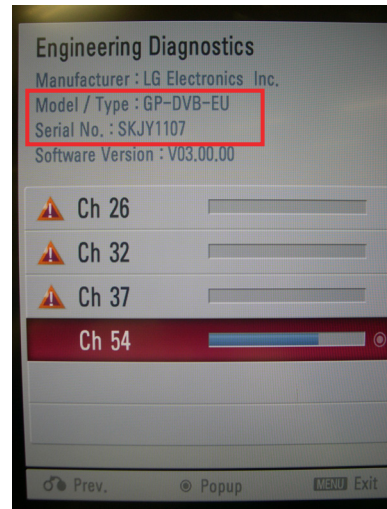 Engineering Diagnostics
Manufacturer : LG Electronics Inc.
Model / Type : GP-DVB-EU
Serial No. : SKJY1107
Software Version : V03.00.00
Ch 26
Ch 32
Ch 37
Ch 54
Prev. Popup MENU Exit